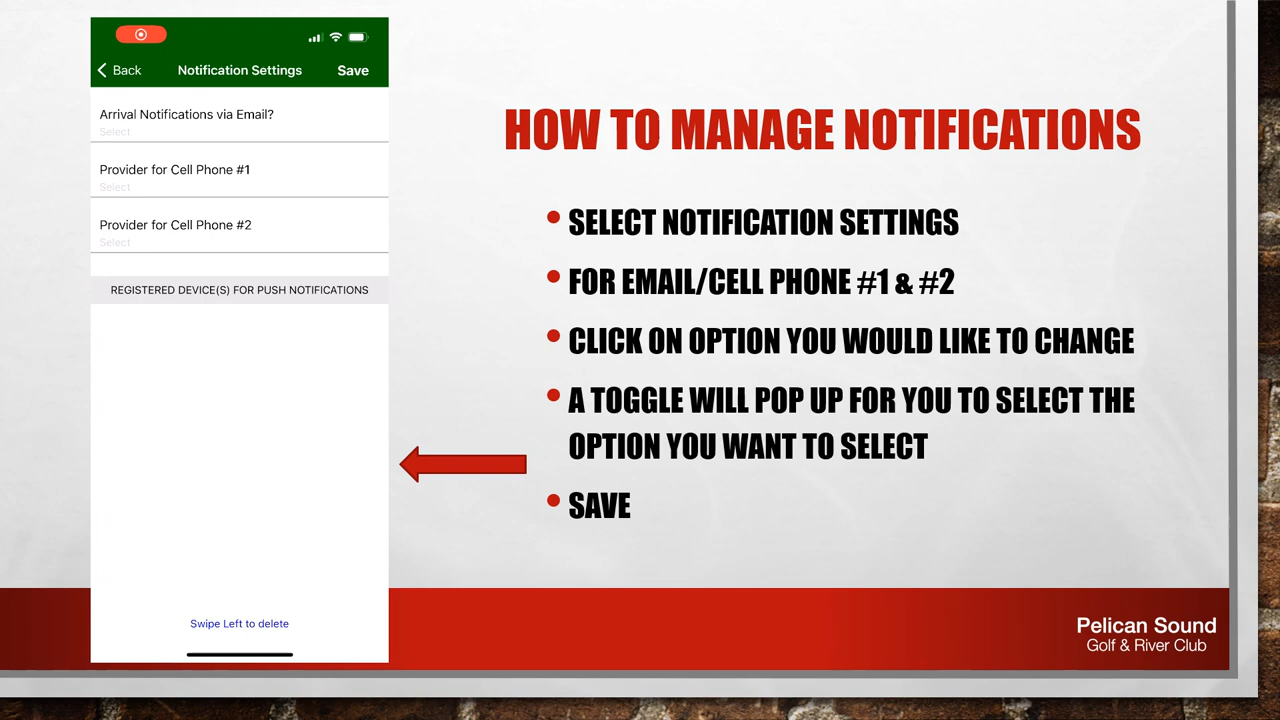 Back Notification Settings Save
Arrival Notifications via Email?
Select
Provider for Cell Phone #1
Select
Provider for Cell Phone #2
Select
REGISTERED DEVICE(S) FOR PUSH NOTIFICATIONS
Swipe Left to delete
HOW TO MANAGE NOTIFICATIONS
• SELECT NOTIFICATION SETTINGS
• FOR EMAIL/CELL PHONE #1 & #2
• CLICK ON OPTION YOU WOULD LIKE TO CHANGE
• A TOGGLE WILL POP UP FOR YOU TO SELECT THE
OPTION YOU WANT TO SELECT
• SAVE
Pelican Sound
Golf & River Club